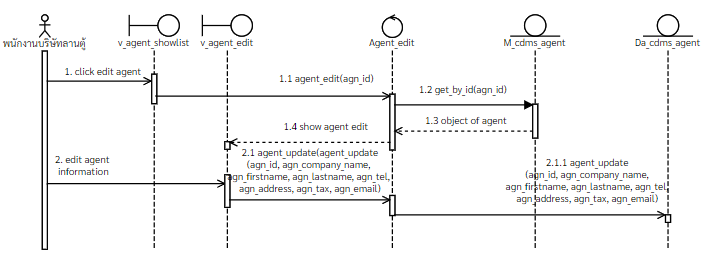 พนักงานบริษัทลานตู้
v_agent_showlist
v_agent_edit
Agent_edit
M_cdms_agent
Da_cdms_agent
1. click edit agent
1.1 agent_edit(agn_id)
1.2 get_by_id(agn_id)
1.3 object of agent
1.4 show agent edit
2. edit agent
information
2.1 agent_update(agent_update
(agn_id, agn_company_name,
agn_firstname, agn_lastname, agn_tel,
agn_address, agn_tax, agn_email)
2.1.1 agent_update
(agn_id, agn_company_name,
agn_firstname, agn_lastname, agn_tel,
agn_address, agn_tax, agn_email)